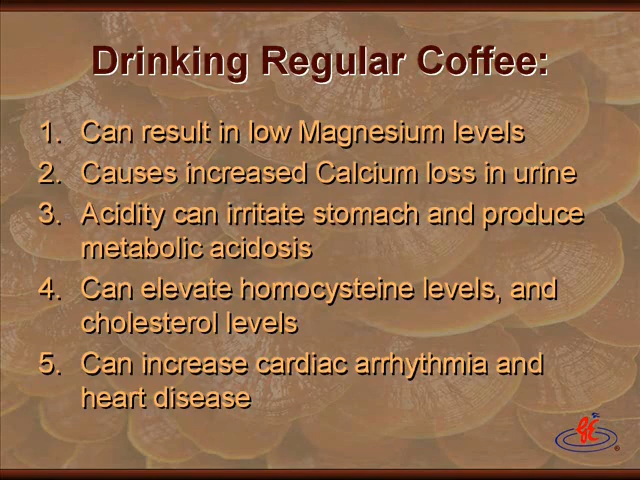 Drinking Regular Coffee:
1. Can result in low Magnesium levels
2. Causes increased Calcium loss in urine
3. Acidity can irritate stomach and produce
metabolic acidosis
4. Can elevate homocysteine levels, and
cholesterol levels
5. Can increase cardiac arrhythmia and
heart disease
®